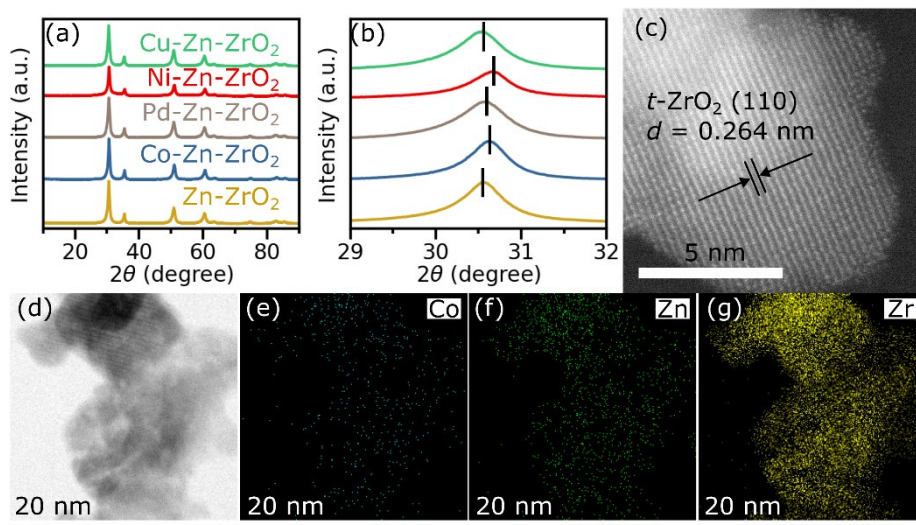 (a)
Intensity (a.u.)
Cu-Zn-ZrO₂
Ni-Zn-ZrO₂
Pd-Zn-ZrO₂
Co-Zn-ZrO₂
Zn-ZrO₂
20 40 60 80
2θ (degree)
(b)
Intensity (a.u.)
29 30 31 32
2θ (degree)
(c)
t-ZrO₂ (110)
d = 0.264 nm
5 nm
(d)
20 nm
(e) Co
20 nm
(f) Zn
20 nm
(g) Zr
20 nm